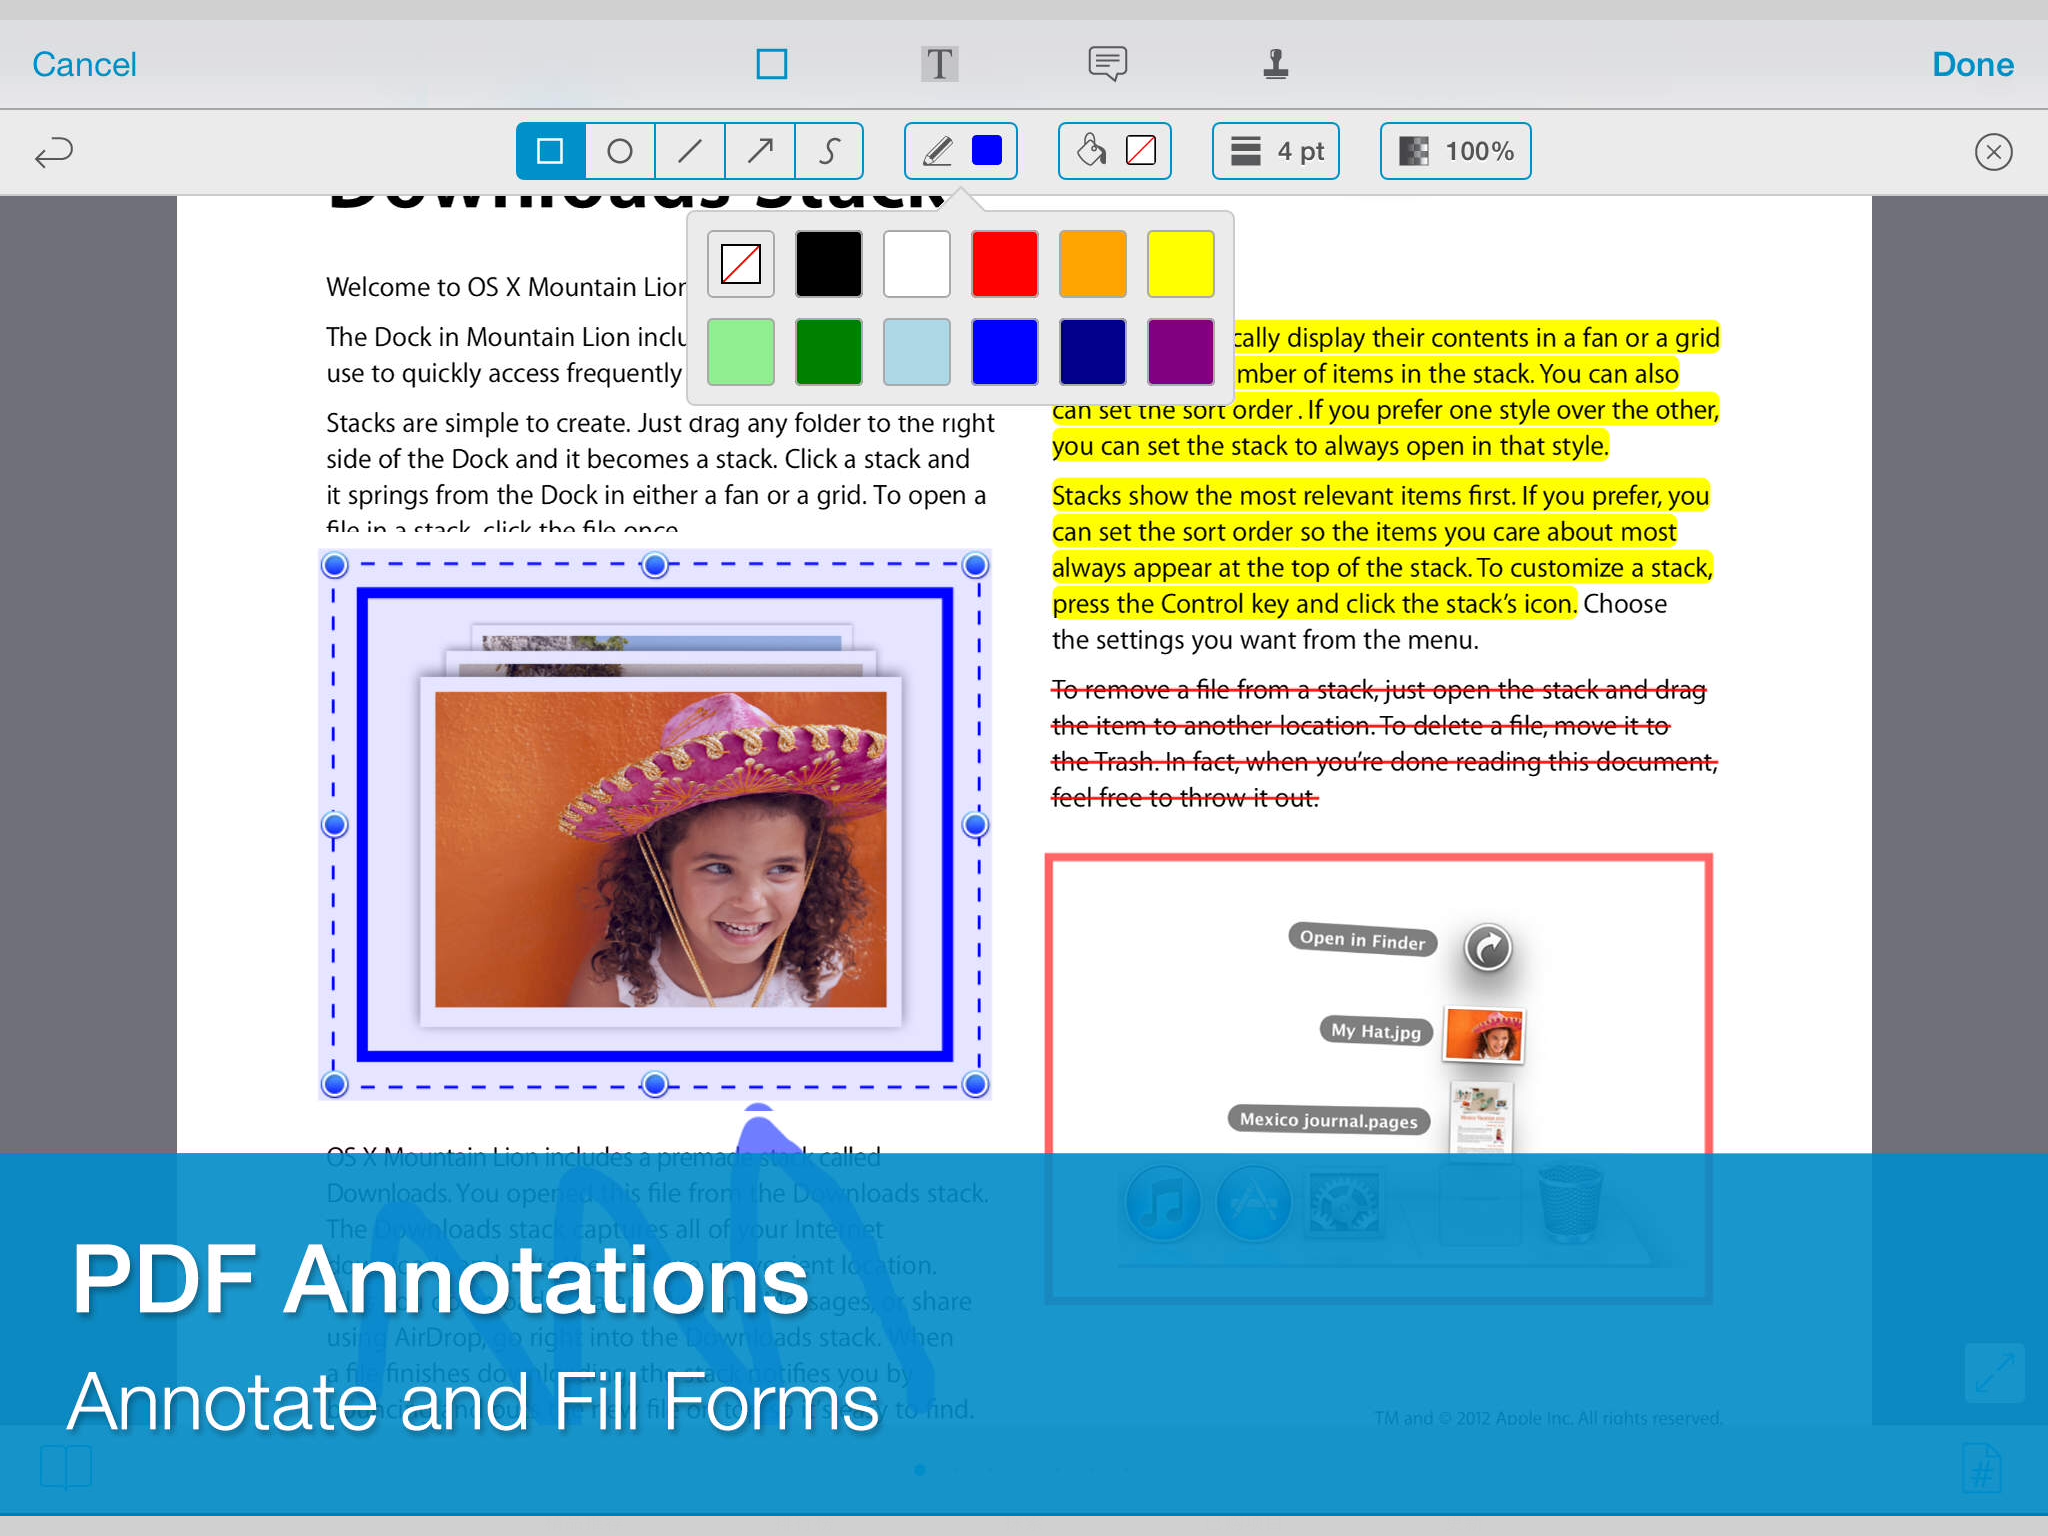 Cancel
T
Done
4 pt
100%
Downloads Stack
Welcome to OS X Mountain Lion
The Dock in Mountain Lion inclu
use to quickly access frequently
Stacks are simple to create. Just drag any folder to the right
side of the Dock and it becomes a stack. Click a stack and
it springs from the Dock in either a fan or a grid. To open a
file in a stack, click the file once.
OS X Mountain Lion includes a premade stack called
Downloads. You opened this file from the Downloads stack.
The Downloads stack captures all of your Internet
location.
or share
using AirDrop, go right into the Downloads stack. When
a file finishes downloading, the stack notifies you by
to find.
cally display their contents in a fan or a grid
mber of items in the stack. You can also
can set the sort order . If you prefer one style over the other,
you can set the stack to always open in that style.
Stacks show the most relevant items first. If you prefer, you
can set the sort order so the items you care about most
always appear at the top of the stack. To customize a stack,
press the Control key and click the stack’s icon. Choose
the settings you want from the menu.
To remove a file from a stack, just open the stack and drag
the item to another location. To delete a file, move it to
the Trash. In fact, when you’re done reading this document,
feel free to throw it out.
Open in Finder
My Hat.jpg
Mexico journal.pages
PDF Annotations
Annotate and Fill Forms
TM and © 2012 Apple Inc. All rights reserved.
#